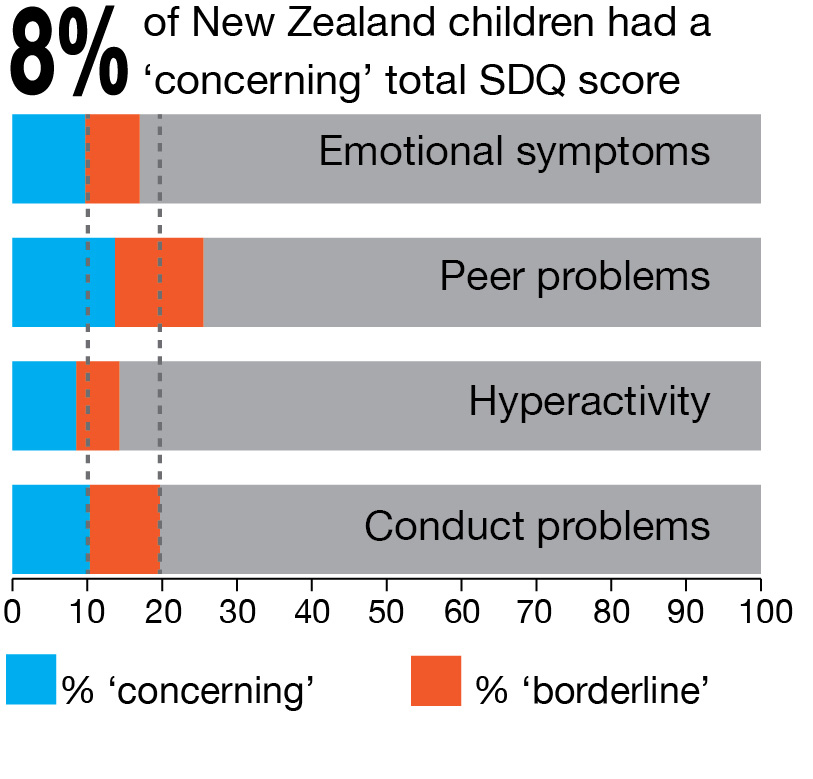 8% of New Zealand children had a
‘concerning’ total SDQ score
Emotional symptoms
Peer problems
Hyperactivity
Conduct problems
0 10 20 30 40 50 60 70 80 90 100
% ‘concerning’ % ‘borderline’